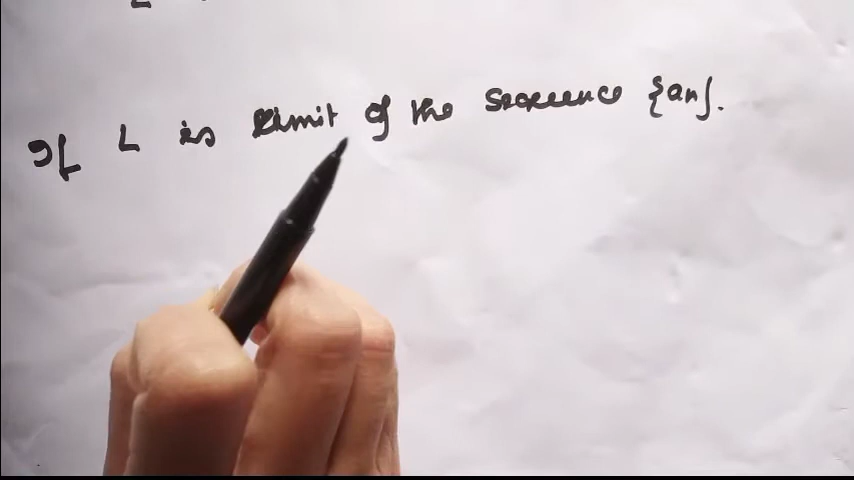 If L is limit of the sequence {an}.